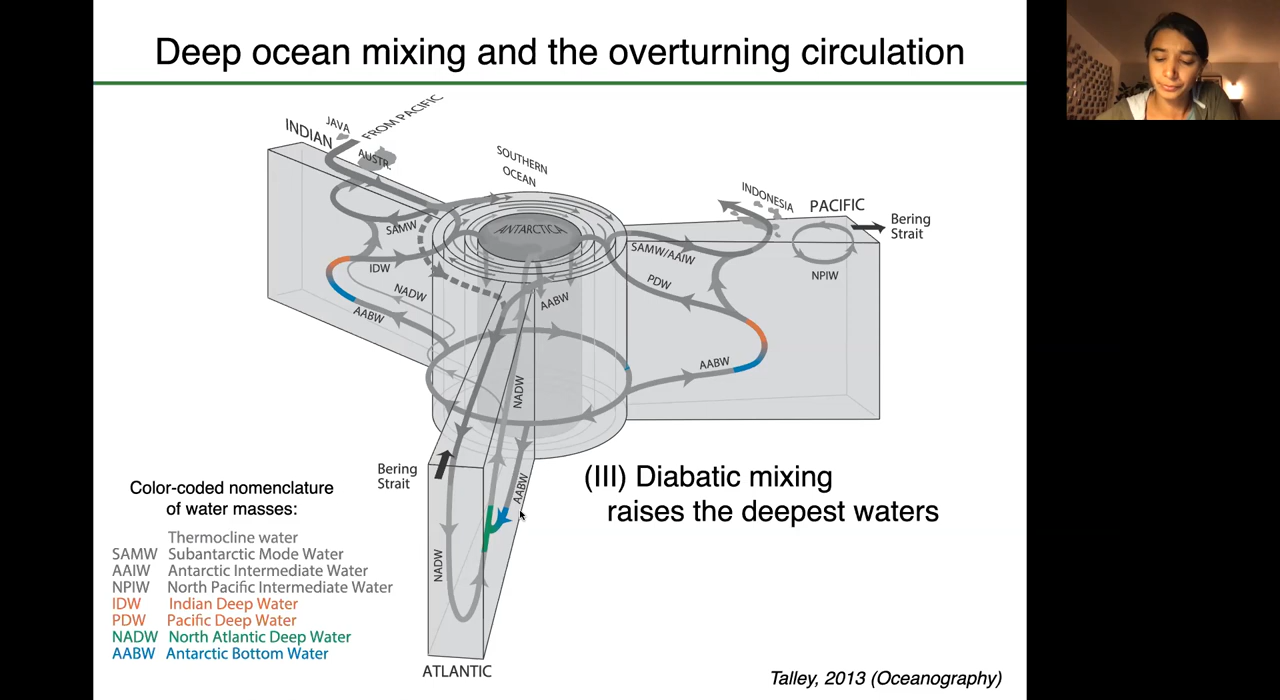 Deep ocean mixing and the overturning circulation
INDIAN
JAVA
FROM PACIFIC
AUSTR.
SOUTHERN
OCEAN
INDONESIA
PACIFIC
Bering
Strait
ANTARCTICA
SAMW
SAMW/AAIW
IDW
PDW
NPIW
NADW
AABW
AABW
AABW
NADW
Bering
Strait
AABW
NADW
ATLANTIC
(III) Diabatic mixing
raises the deepest waters
Color-coded nomenclature
of water masses:
Thermocline water
SAMW Subantarctic Mode Water
AAIW Antarctic Intermediate Water
NPIW North Pacific Intermediate Water
IDW Indian Deep Water
PDW Pacific Deep Water
NADW North Atlantic Deep Water
AABW Antarctic Bottom Water
Talley, 2013 (Oceanography)